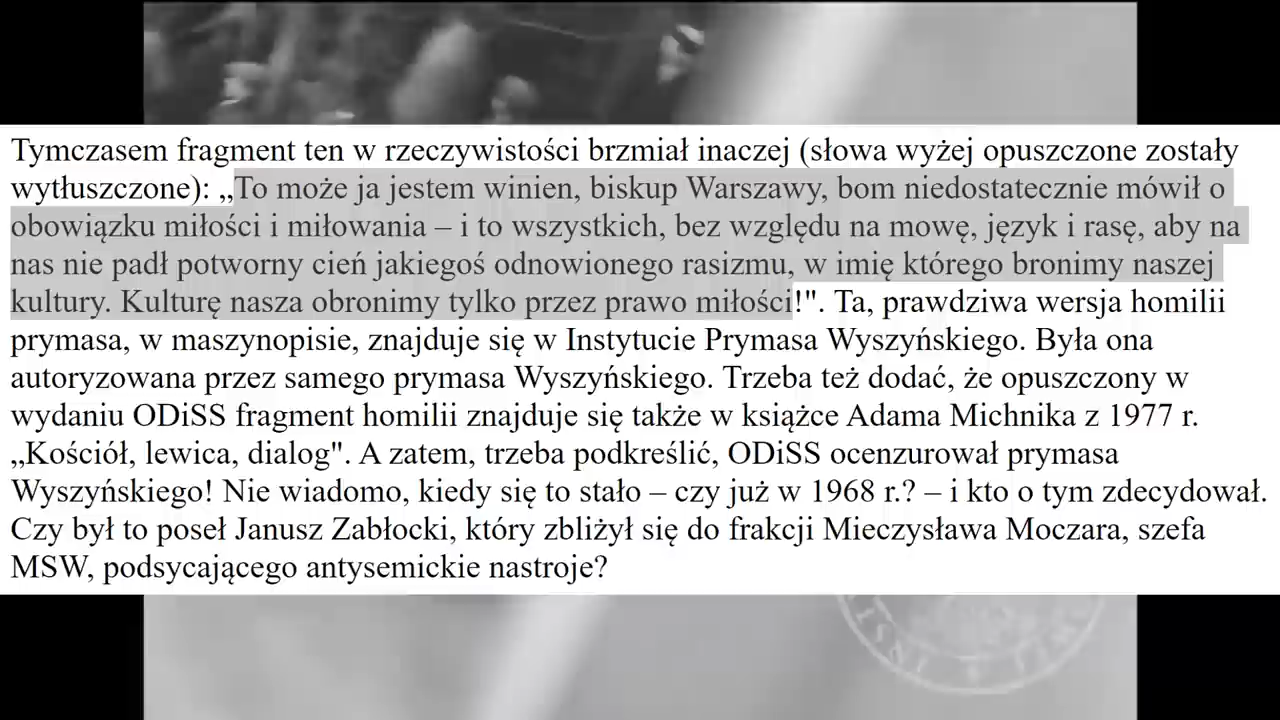 Tymczasem fragment ten w rzeczywistości brzmiał inaczej (słowa wyżej opuszczone zostały
wytłuszczone): „To może ja jestem winien, biskup Warszawy, bom niedostatecznie mówił o
obowiązku miłości i miłowania – i to wszystkich, bez względu na mowę, język i rasę, aby na
nas nie padł potworny cień jakiegoś odnowionego rasizmu, w imię którego bronimy naszej
kultury. Kulturę nasza obronimy tylko przez prawo miłości!". Ta, prawdziwa wersja homilii
prymasa, w maszynopisie, znajduje się w Instytucie Prymasa Wyszyńskiego. Była ona
autoryzowana przez samego prymasa Wyszyńskiego. Trzeba też dodać, że opuszczony w
wydaniu ODiSS fragment homilii znajduje się także w książce Adama Michnika z 1977 r.
„Kościół, lewica, dialog". A zatem, trzeba podkreślić, ODiSS ocenzurował prymasa
Wyszyńskiego! Nie wiadomo, kiedy się to stało – czy już w 1968 r.? – i kto o tym zdecydował.
Czy był to poseł Janusz Zabłocki, który zbliżył się do frakcji Mieczysława Moczara, szefa
MSW, podsycającego antysemickie nastroje?